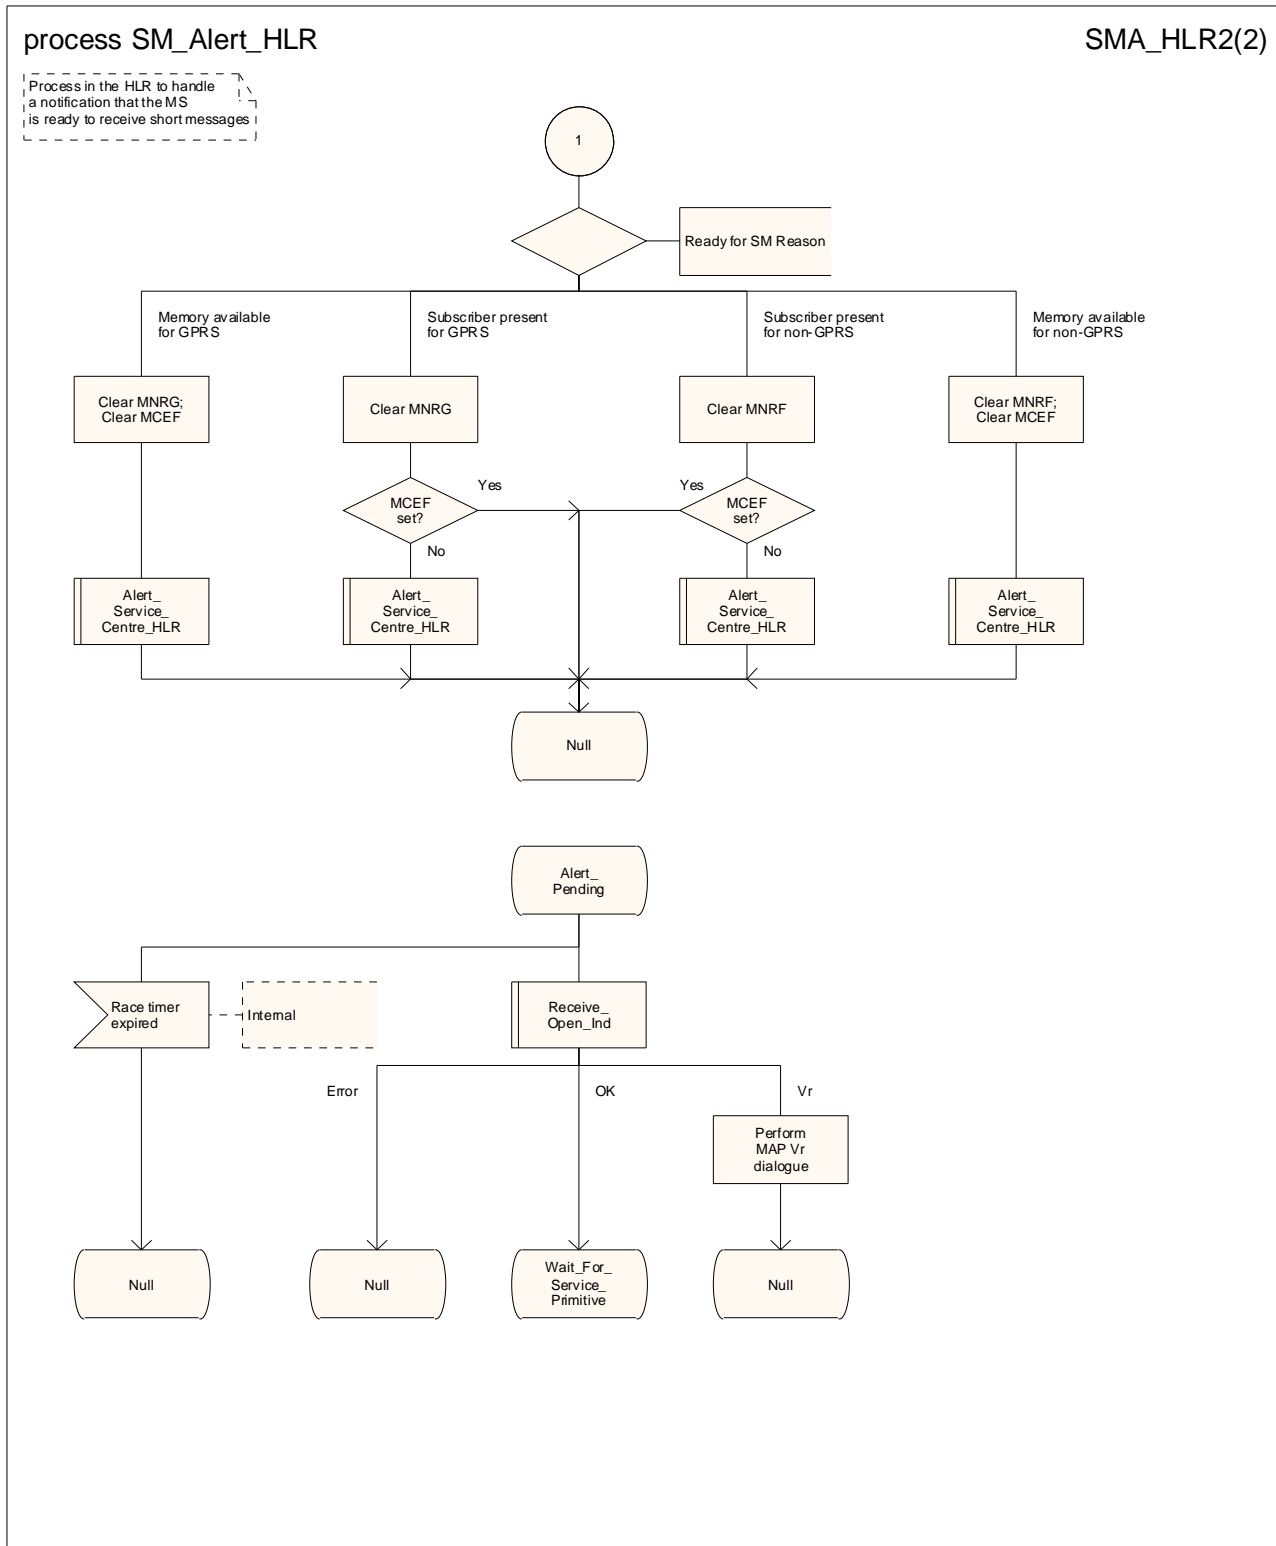 process SM_Alert_HLR
SMA_HLR2(2)
Process in the HLR to handle
a notification that the MS
is ready to receive short messages
1
Ready for SM Reason
Memory available
for GPRS
Subscriber present
for GPRS
Subscriber present
for non-GPRS
Memory available
for non-GPRS
Clear MNRG;
Clear MCEF
Clear MNRG
Clear MNRF
Clear MNRF;
Clear MCEF
MCEF
set?
Yes
No
Yes
MCEF
set?
No
Alert_
Service_
Centre_HLR
Alert_
Service_
Centre_HLR
Alert_
Service_
Centre_HLR
Alert_
Service_
Centre_HLR
Null
Alert_
Pending
Race timer
expired
Internal
Receive_
Open_Ind
Error
OK
Vr
Perform
MAP Vr
dialogue
Null
Null
Wait_For_
Service_
Primitive
Null